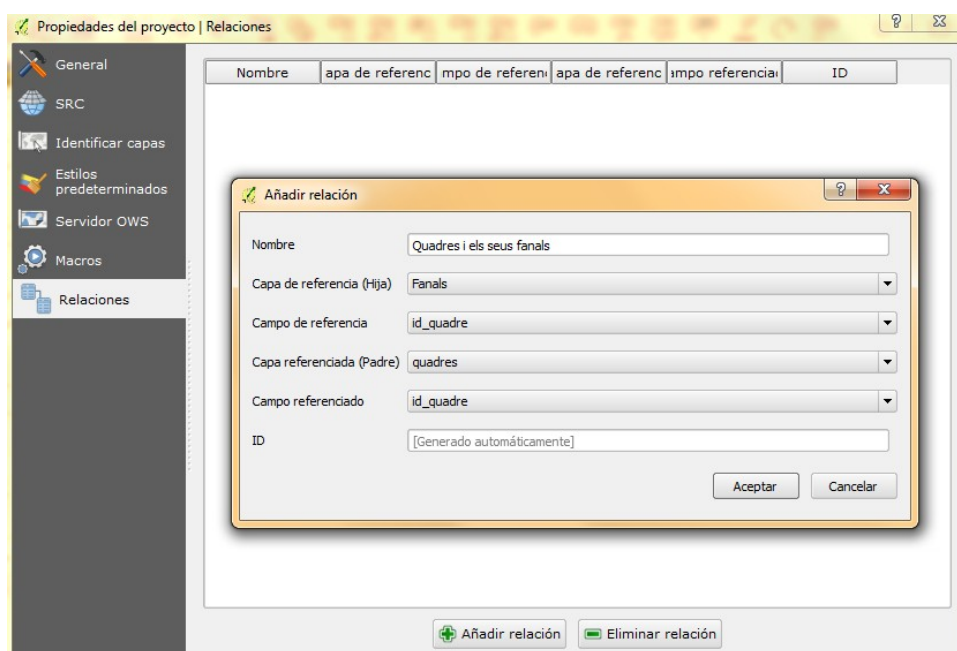 Propiedades del proyecto | Relaciones
General
SRC
Identificar capas
Estilos
predeterminados
Servidor OWS
Macros
Relaciones
Nombre apa de referenc mpo de referen apa de referenc ampo referencia ID
Añadir relación
Nombre Quadres i els seus fanals
Capa de referencia (Hija) Fanals
Campo de referencia id_quadre
Capa referenciada (Padre) quadres
Campo referenciado id_quadre
ID [Generado automáticamente]
Aceptar Cancelar
Añadir relación Eliminar relación